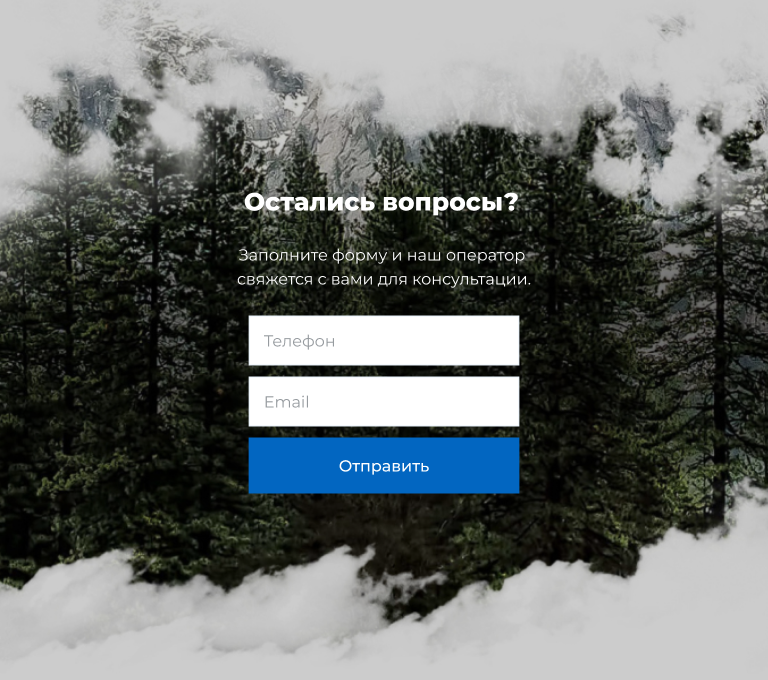 Остались вопросы?
Заполните форму и наш оператор
свяжется с вами для консультации.
Телефон
Email
Отправить